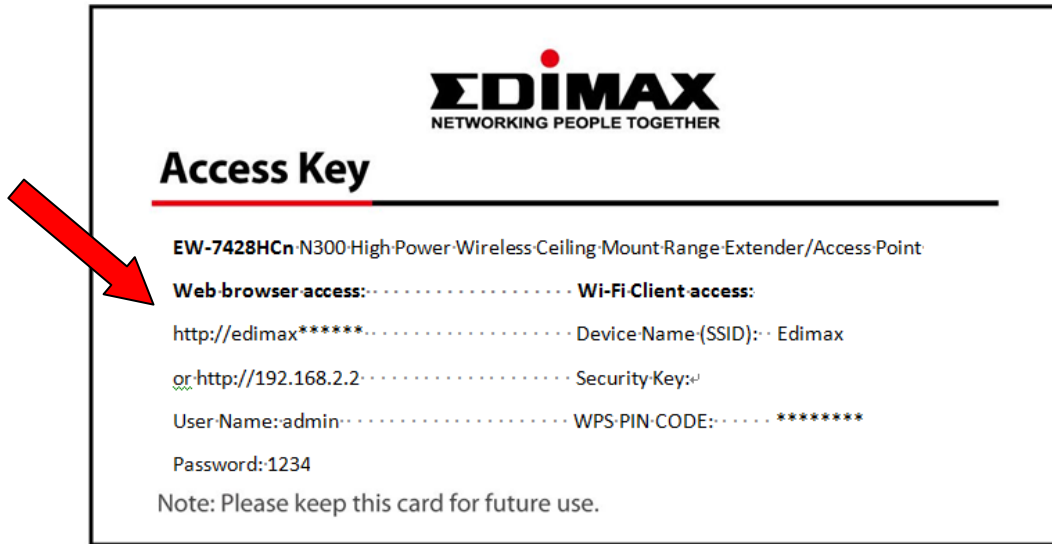 EDiMAX
NETWORKING PEOPLE TOGETHER
Access Key
EW-7428HCn N300 High Power Wireless Ceiling Mount Range Extender/Access Point
Web browser access: Wi-Fi Client access:
http://edimax****** Device Name (SSID): Edimax
or http://192.168.2.2 Security Key:
User Name: admin WPS PIN CODE: ********
Password: 1234
Note: Please keep this card for future use.